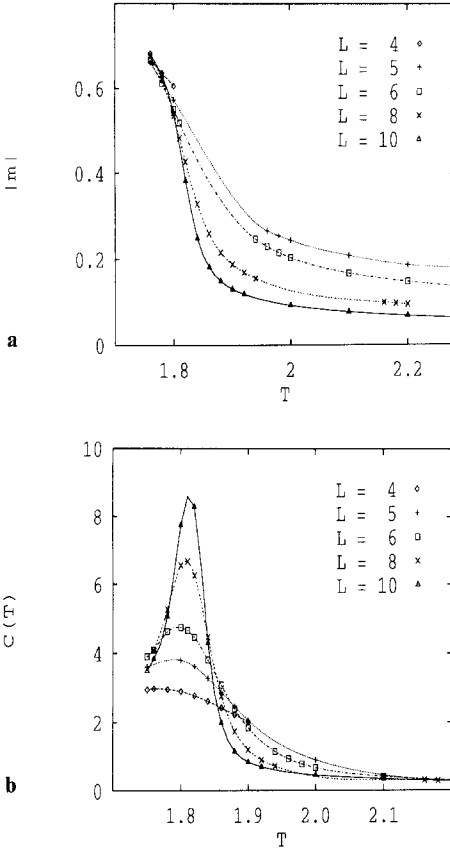 0.6
0.4
0.2
0
L = 4
L = 5
L = 6
L = 8
L = 10
|m|
a
1.8
2
2.2
T
10
8
6
4
2
0
L = 4
L = 5
L = 6
L = 8
L = 10
C(T)
b
1.8
1.9
2.0
2.1
T